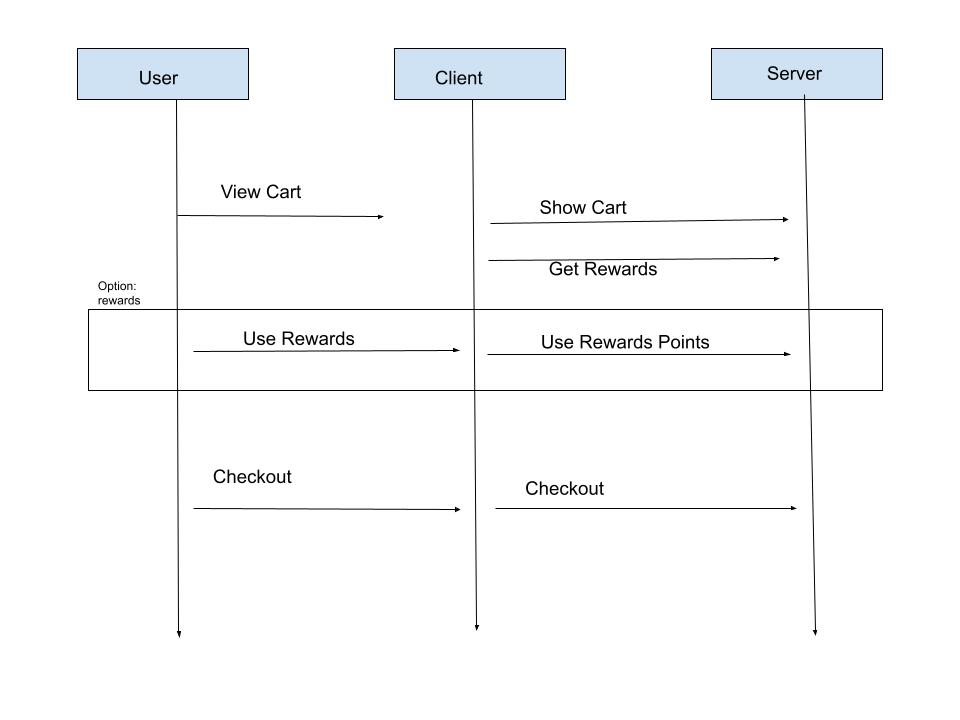 User
Client
Server
View Cart
Show Cart
Get Rewards
Option:
rewards
Use Rewards
Use Rewards Points
Checkout
Checkout